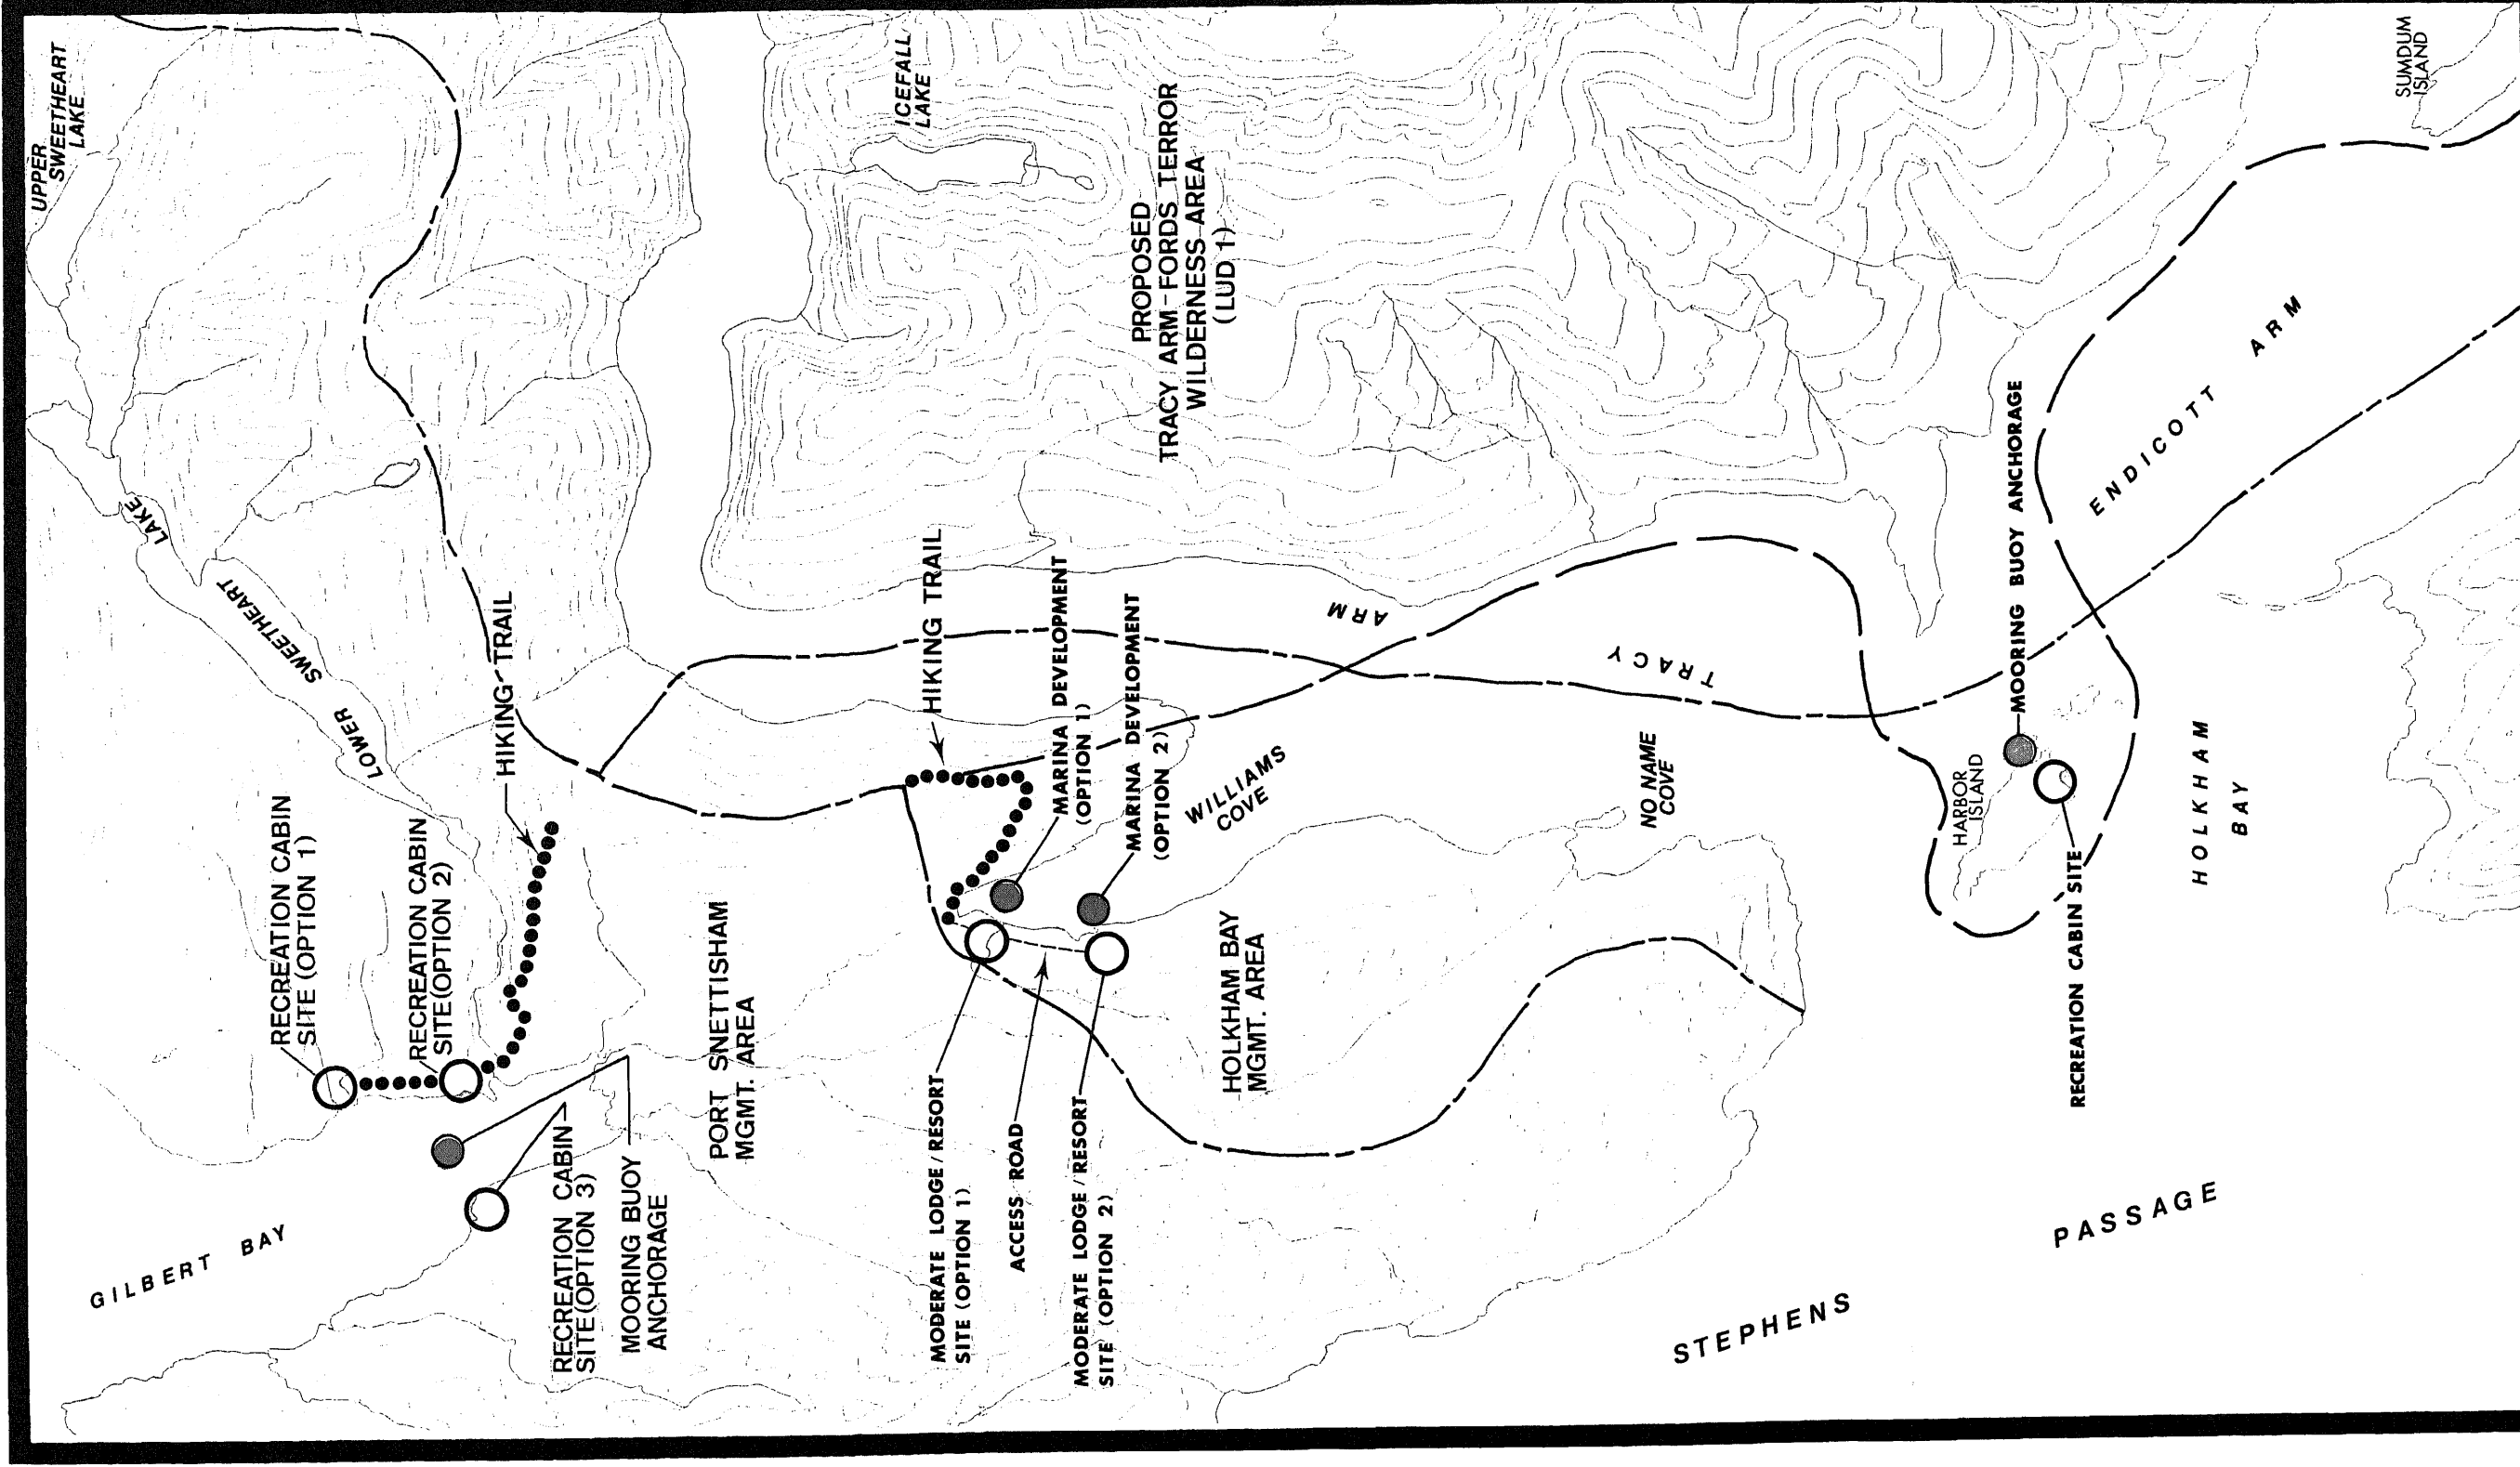 UPPER
SWEETHEART
LAKE
ICEFALL
LAKE
SUMDUM
ISLAND
PROPOSED
TRACY ARM-FORDS TERROR
WILDERNESS AREA
(LUD 1)
LOWER SWEETHEART LAKE
HIKING TRAIL
HIKING TRAIL
MARINA DEVELOPMENT
(OPTION 1)
MARINA DEVELOPMENT
(OPTION 2)
TRACY ARM
ENDICOTT ARM
MOORING BUOY ANCHORAGE
WILLIAMS
COVE
NO NAME
COVE
HARBOR
ISLAND
HOLKHAM
BAY
RECREATION CABIN
SITE (OPTION 1)
RECREATION CABIN
SITE(OPTION 2)
PORT SNETTISHAM
MGMT. AREA
HOLKHAM BAY
MGMT. AREA
RECREATION CABIN SITE
GILBERT BAY
RECREATION CABIN
SITE(OPTION 3)
MOORING BUOY
ANCHORAGE
MODERATE LODGE/RESORT
SITE (OPTION 1)
ACCESS ROAD
MODERATE LODGE/RESORT
SITE (OPTION 2)
STEPHENS PASSAGE